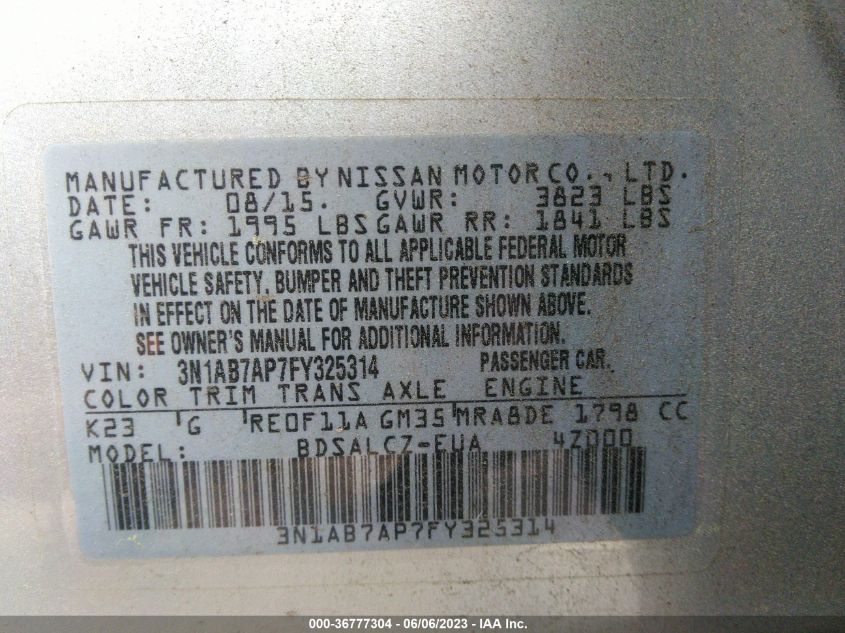 MANUFACTURED BY NISSAN MOTOR CO., LTD.
DATE: 08/15. GVWR: 3823 LBS
GAWR FR: 1995 LBS GAWR RR: 1841 LBS
THIS VEHICLE CONFORMS TO ALL APPLICABLE FEDERAL MOTOR
VEHICLE SAFETY, BUMPER AND THEFT PREVENTION STANDARDS
IN EFFECT ON THE DATE OF MANUFACTURE SHOWN ABOVE.
SEE OWNER'S MANUAL FOR ADDITIONAL INFORMATION.
VIN: 3N1AB7AP7FY325314 PASSENGER CAR.
COLOR TRIM TRANS AXLE ENGINE
K23 G RE0F11A GM35 MRA8DE 1798 CC
MODEL: BDSALCZ-EUA 4Z000
3N1AB7AP7FY325314
000-36777304 - 06/06/2023 - IAA Inc.